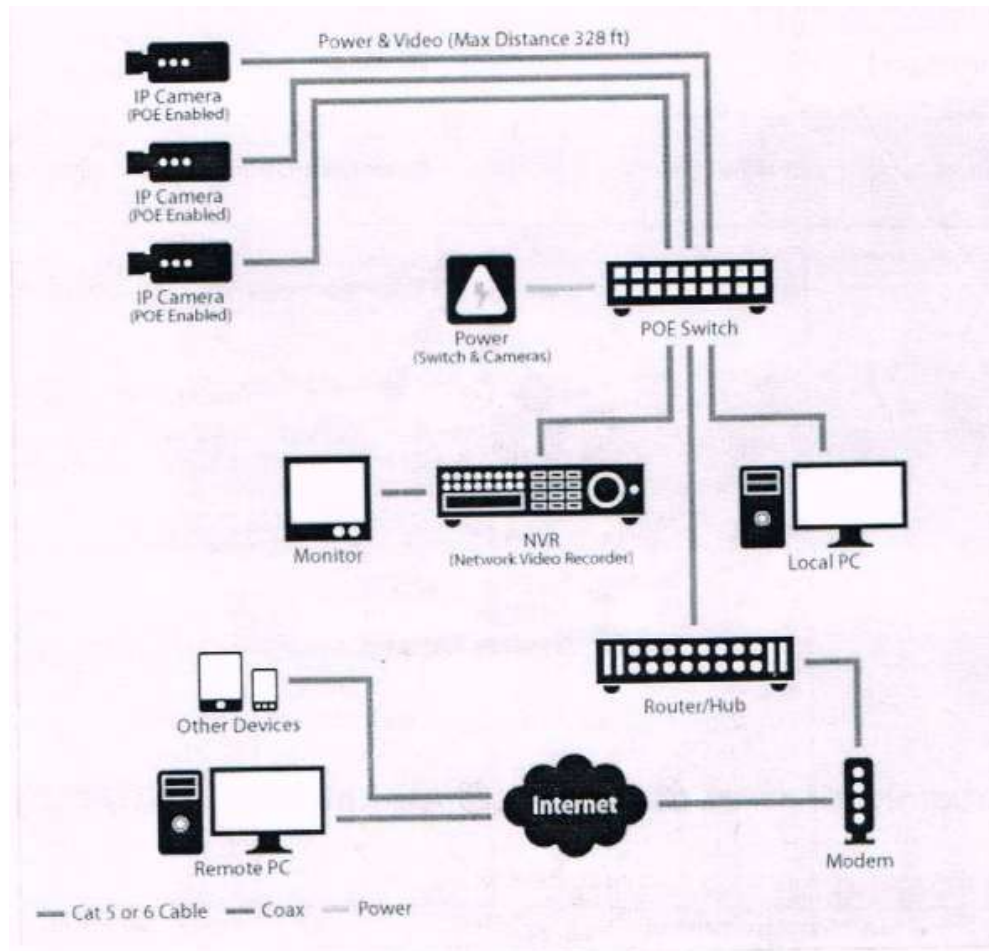 Power & Video (Max Distance 328 ft)
IP Camera
(POE Enabled)
IP Camera
(POE Enabled)
IP Camera
(POE Enabled)
Power
(Switch & Cameras)
POE Switch
Monitor
NVR
(Network Video Recorder)
Local PC
Other Devices
Router/Hub
Internet
Remote PC
Modem
Cat 5 or 6 Cable Coax Power